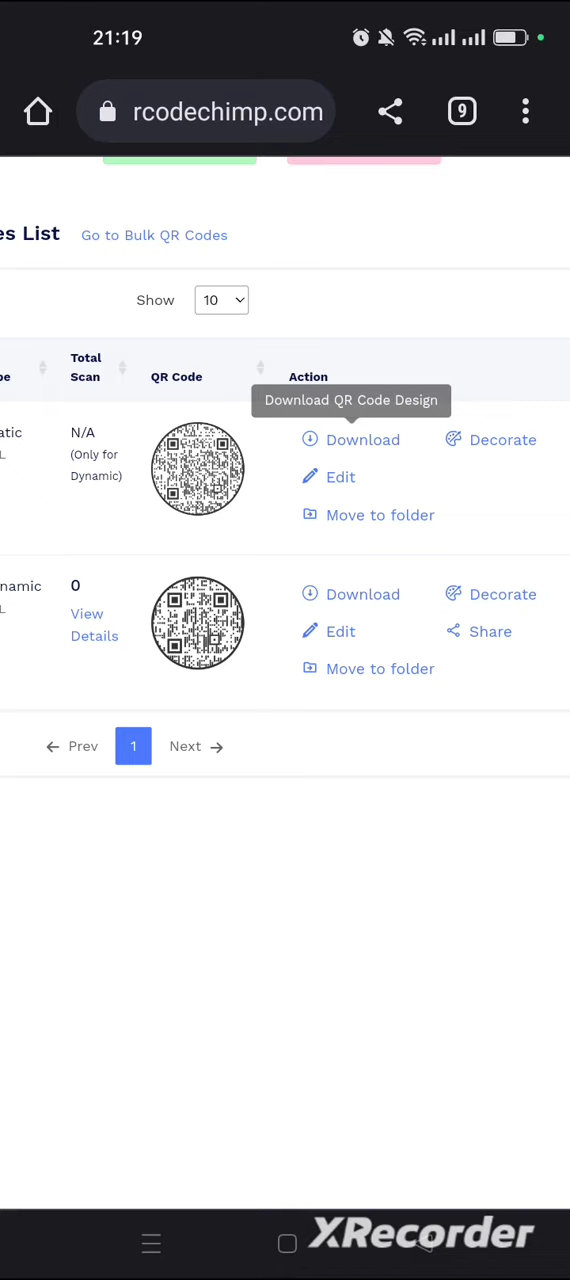 21:19
9
rcodechimp.com
es List
Go to Bulk QR Codes
Show
10
pe
Total
Scan
QR Code
Action
Download QR Code Design
atic
L
N/A
(Only for
Dynamic)
Download
Decorate
Edit
Move to folder
namic
L
0
View
Details
Download
Decorate
Edit
Share
Move to folder
Prev
1
Next
XRecorder